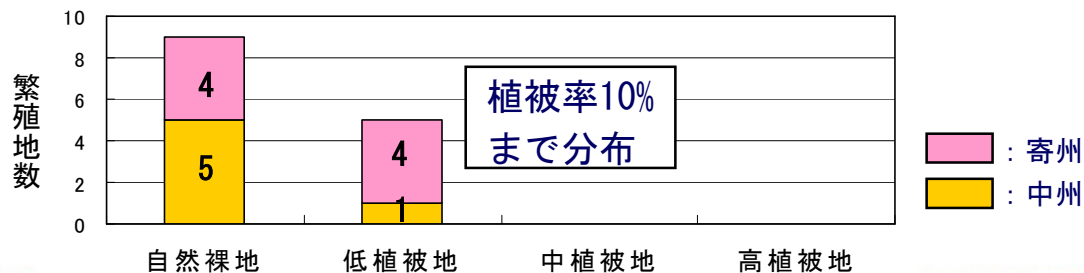 10
8
6
4
2
0
繁殖地数
4
5
4
1
植被率10%
まで分布
：寄州
：中州
自然裸地
低植被地
中植被地
高植被地